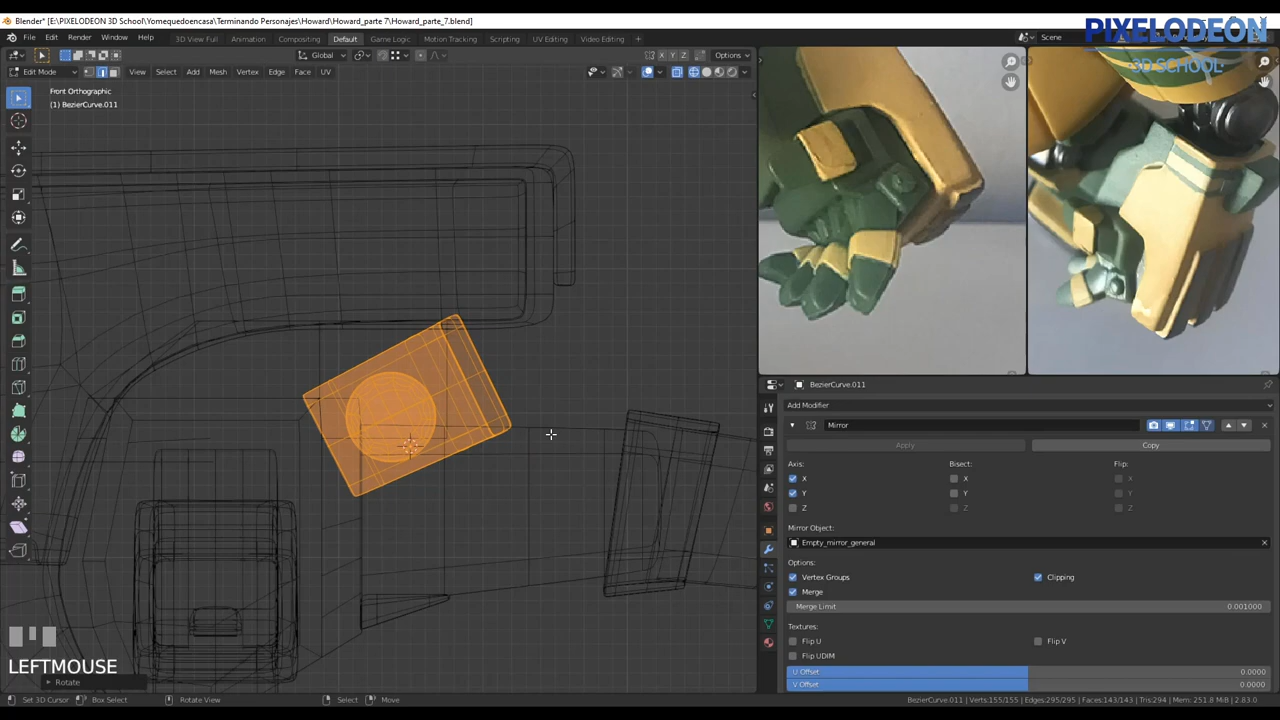 Blender* [E:\PIXELODEON 3D School\Yomequedoencasa\Terminando Personajes\Howard\Howard_parte 7\Howard_parte_7.blend]
PIXELODEON
3D SCHOOL
File Edit Render Window Help 3D View Full Animation Compositing Default Game Logic Motion Tracking Scripting UV Editing Video Editing Scene
Global X Y Z Options
Edit Mode View Select Add Mesh Vertex Edge Face UV
Front Orthographic
(1) BezierCurve.011
BezierCurve.011
Add Modifier
Mirror
Apply Copy
Axis: Bisect: Flip:
X X X
Y Y Y
Z Z Z
Mirror Object:
Empty_mirror_general
Options:
Vertex Groups Clipping
Merge
Merge Limit 0.001000
Textures:
Flip U Flip V
Flip UDIM
U Offset 0.0000
V Offset 0.0000
LEFTMOUSE
Rotate
Set 3D Cursor Box Select Rotate View Select Move BezierCurve.011 | Verts:155/155 | Edges:295/295 | Faces:143/143 | Tris:294 | Mem: 251.8 MiB | 2.83.0